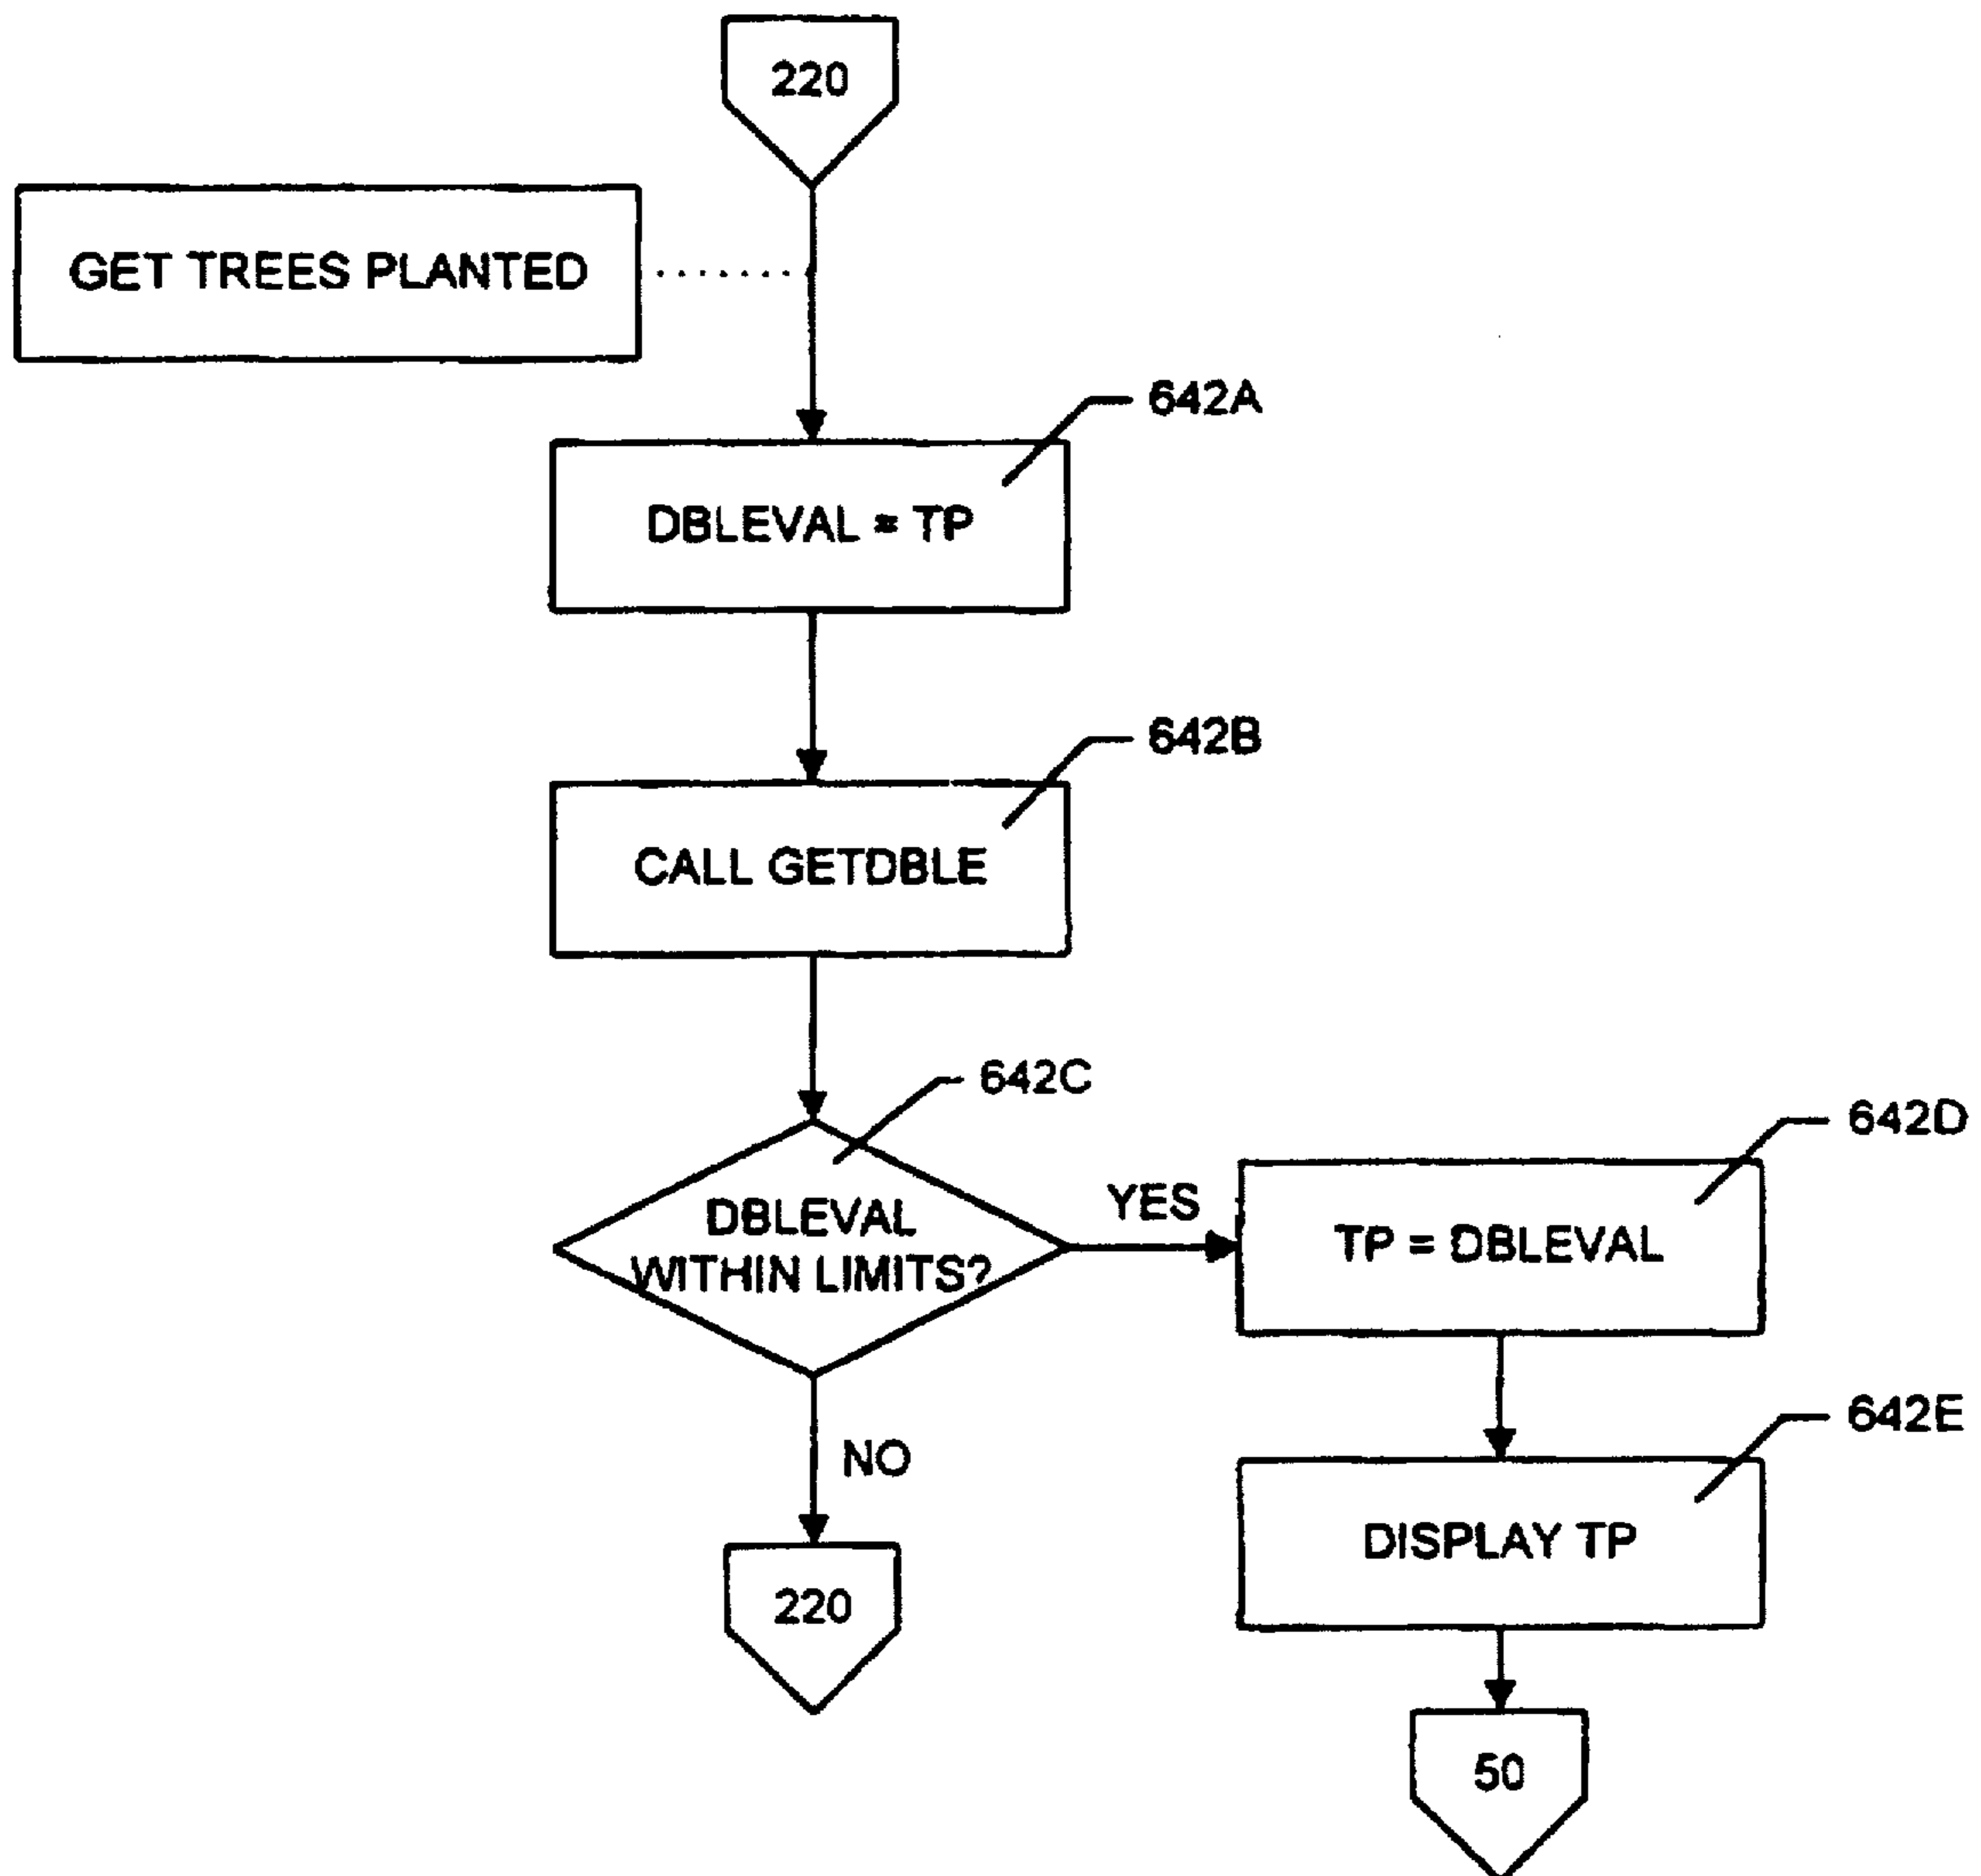 220
GET TREES PLANTED
642A
DBLEVAL = TP
642B
CALL GETDBLE
642C
DBLEVAL
WITHIN LIMITS?
YES
642D
TP = DBLEVAL
642E
DISPLAY TP
NO
220
50